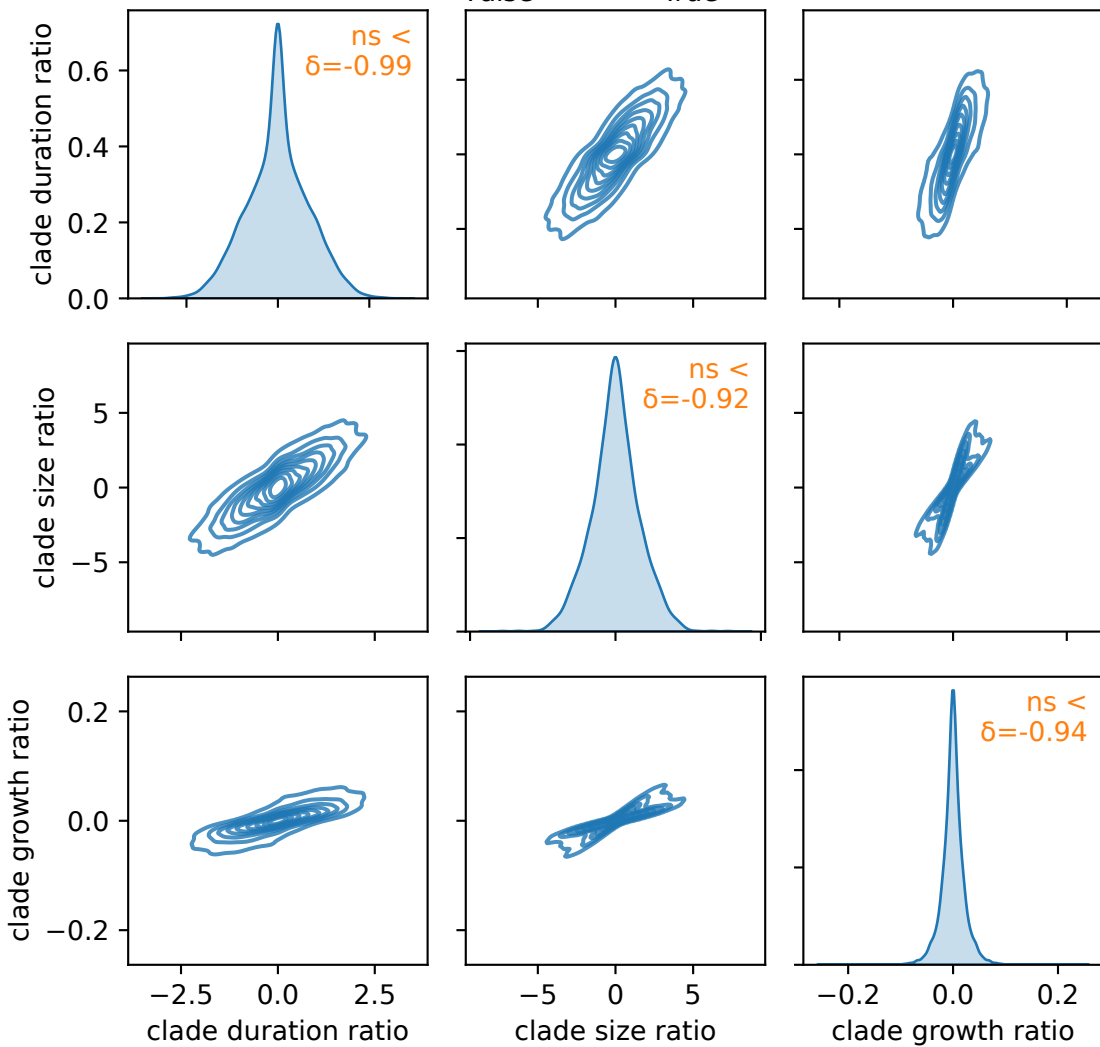 clade duration ratio
0.6
0.4
0.2
0.0
ns <
δ=-0.99
clade size ratio
5
0
−5
ns <
δ=-0.92
clade growth ratio
0.2
0.0
−0.2
ns <
δ=-0.94
−2.5 0.0 2.5
−5 0 5
−0.2 0.0 0.2
clade duration ratio
clade size ratio
clade growth ratio